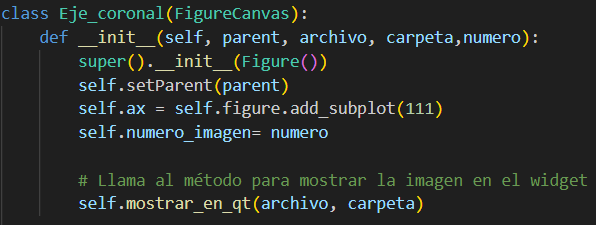 class Eje_coronal(FigureCanvas):
    def __init__(self, parent, archivo, carpeta,numero):
        super().__init__(Figure())
        self.setParent(parent)
        self.ax = self.figure.add_subplot(111)
        self.numero_imagen= numero

        # Llama al método para mostrar la imagen en el widget
        self.mostrar_en_qt(archivo, carpeta)